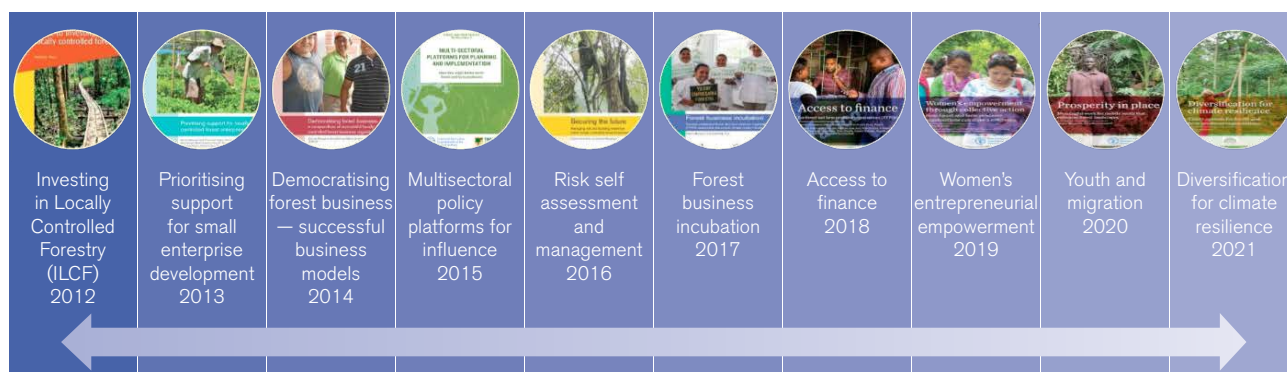 Locally controlled fore
MULTI-SECTORAL
PLATFORMS FOR PLANNING
AND IMPLEMENTATION
Securing the future
Forest business incubation
Access to finance
Women's empowerment
through collective action
Prosperity in place
Diversification for
climate resilience
Investing
in Locally
Controlled
Forestry
(ILCF)
2012
Prioritising
support
for small
enterprise
development
2013
Democratising
forest business
— successful
business
models
2014
Multisectoral
policy
platforms for
influence
2015
Risk self
assessment
and
management
2016
Forest
business
incubation
2017
Access to
finance
2018
Women's
entrepreneurial
empowerment
2019
Youth and
migration
2020
Diversification
for climate
resilience
2021